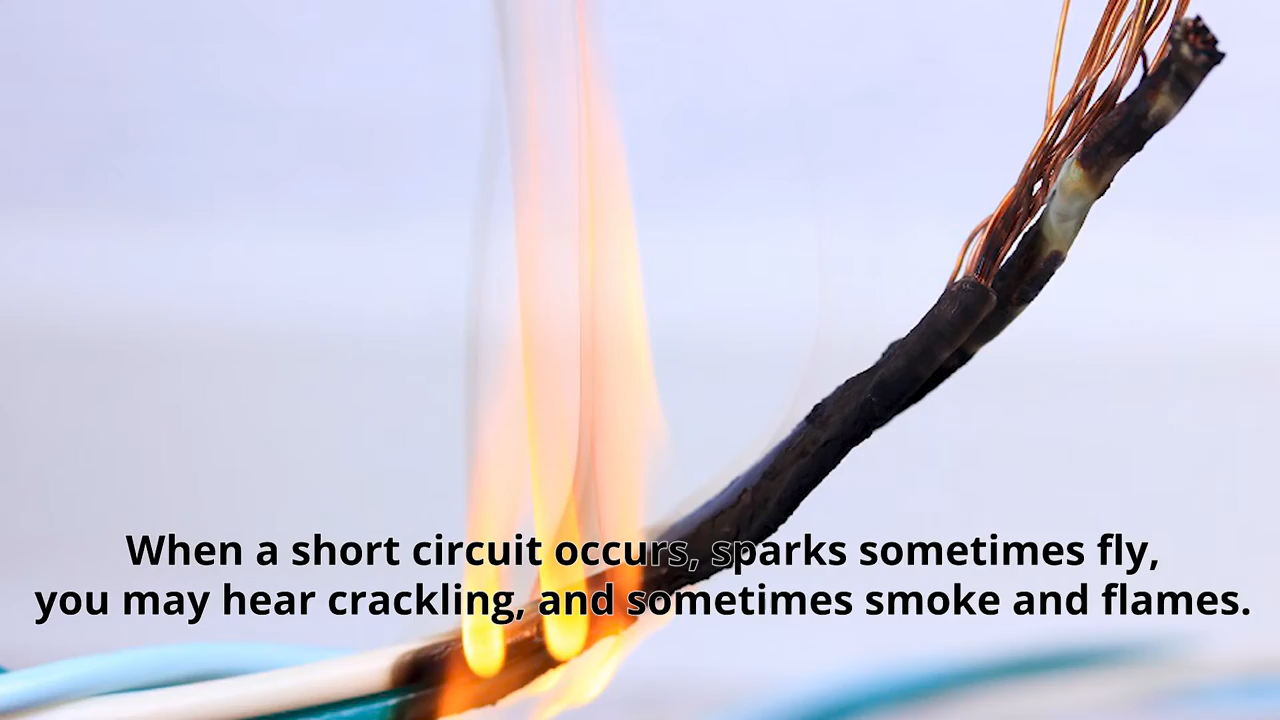 When a short circuit occurs, sparks sometimes fly,
you may hear crackling, and sometimes smoke and flames.